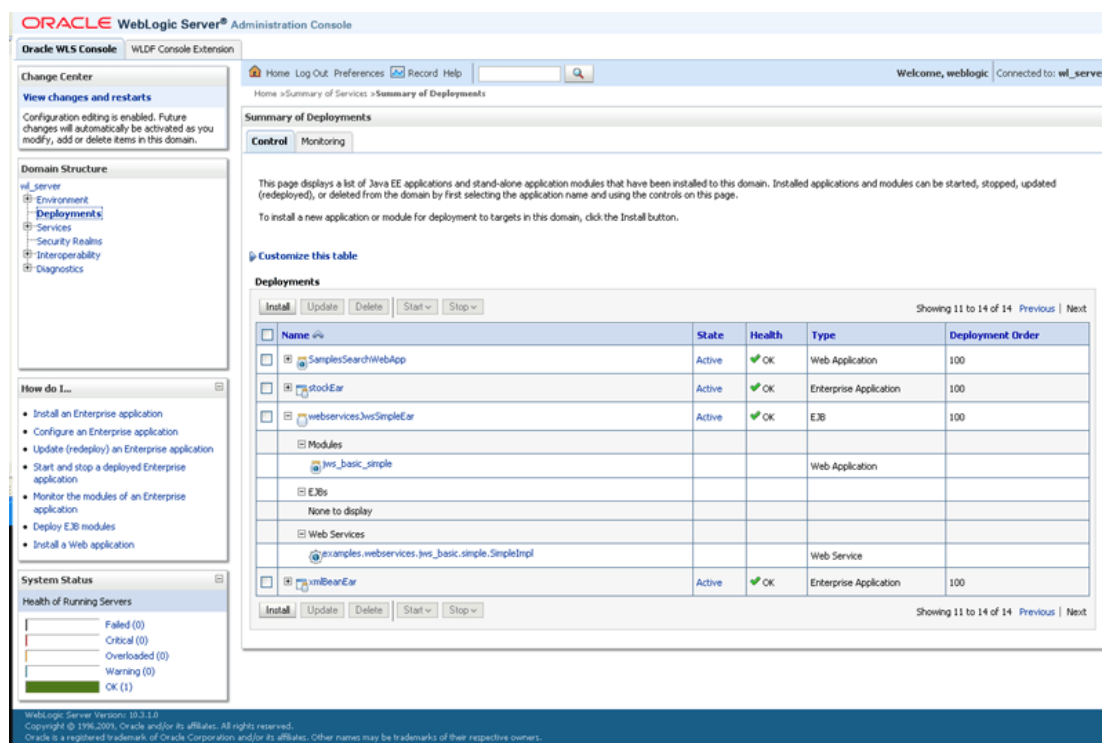 ORACLE WebLogic Server® Administration Console
Oracle WLS Console WLDF Console Extension
Change Center
View changes and restarts
Configuration editing is enabled. Future
changes will automatically be activated as you
modify, add or delete items in this domain.
Domain Structure
wl_server
Environment
Deployments
Services
Security Realms
Interoperability
Diagnostics
How do I...
Install an Enterprise application
Configure an Enterprise application
Update (redeploy) an Enterprise application
Start and stop a deployed Enterprise
application
Monitor the modules of an Enterprise
application
Deploy EJB modules
Install a Web application
System Status
Health of Running Servers
Failed (0)
Critical (0)
Overloaded (0)
Warning (0)
OK (1)
Home Log Out Preferences Record Help
Welcome, weblogic Connected to: wl_serve
Home >Summary of Services >Summary of Deployments
Summary of Deployments
Control Monitoring
This page displays a list of Java EE applications and stand-alone application modules that have been installed to this domain. Installed applications and modules can be started, stopped, updated
(redeployed), or deleted from the domain by first selecting the application name and using the controls on this page.
To install a new application or module for deployment to targets in this domain, click the Install button.
Customize this table
Deployments
Install Update Delete Start Stop Showing 11 to 14 of 14 Previous | Next
Name State Health Type Deployment Order
SamplesSearchWebApp Active OK Web Application 100
stockEar Active OK Enterprise Application 100
webservicesJwsSimpleEar Active OK EJB 100
Modules
jws_basic_simple Web Application
EJBs
None to display
Web Services
examples.webservices.jws_basic.simple.SimpleImpl Web Service
xmlBeanEar Active OK Enterprise Application 100
Install Update Delete Start Stop Showing 11 to 14 of 14 Previous | Next
WebLogic Server Version: 10.3.1.0
Copyright © 1996,2009, Oracle and/or its affiliates. All rights reserved.
Oracle is a registered trademark of Oracle Corporation and/or its affiliates. Other names may be trademarks of their respective owners.